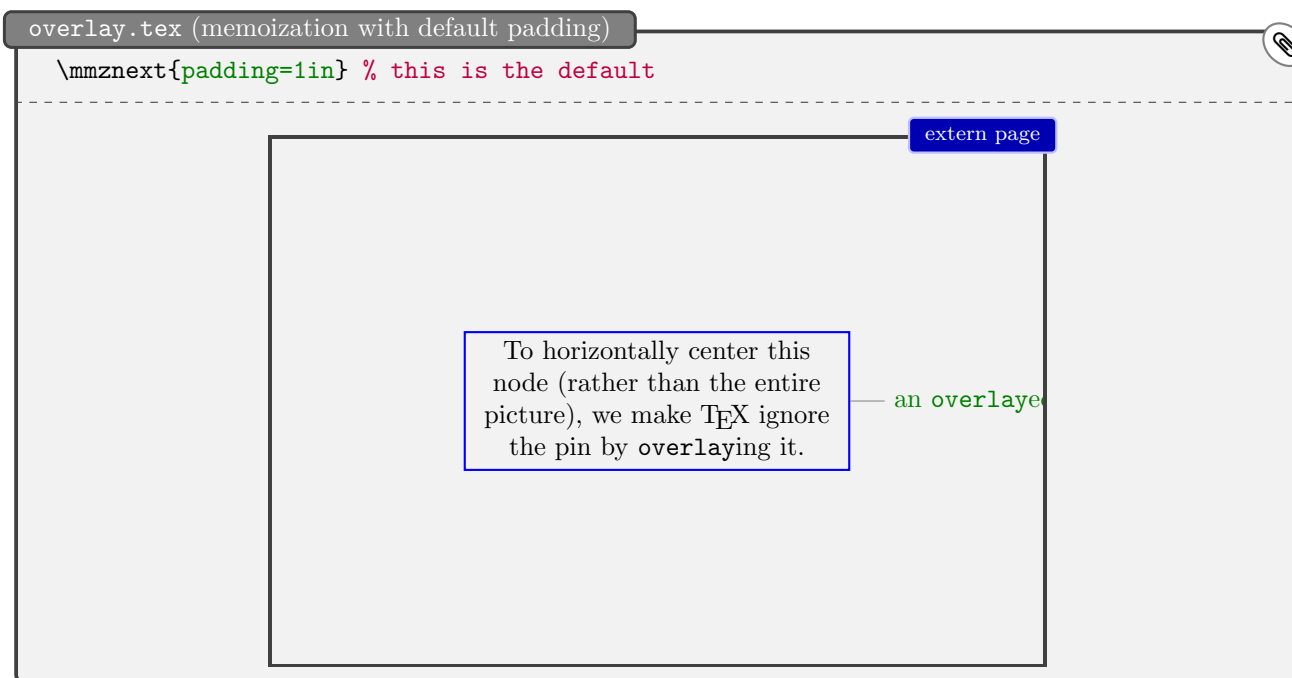 overlay.tex (memoization with default padding)
\mmznext{padding=1in} % this is the default
extern page
To horizontally center this
node (rather than the entire
picture), we make TEX ignore
the pin by overlaying it.
an overlaye